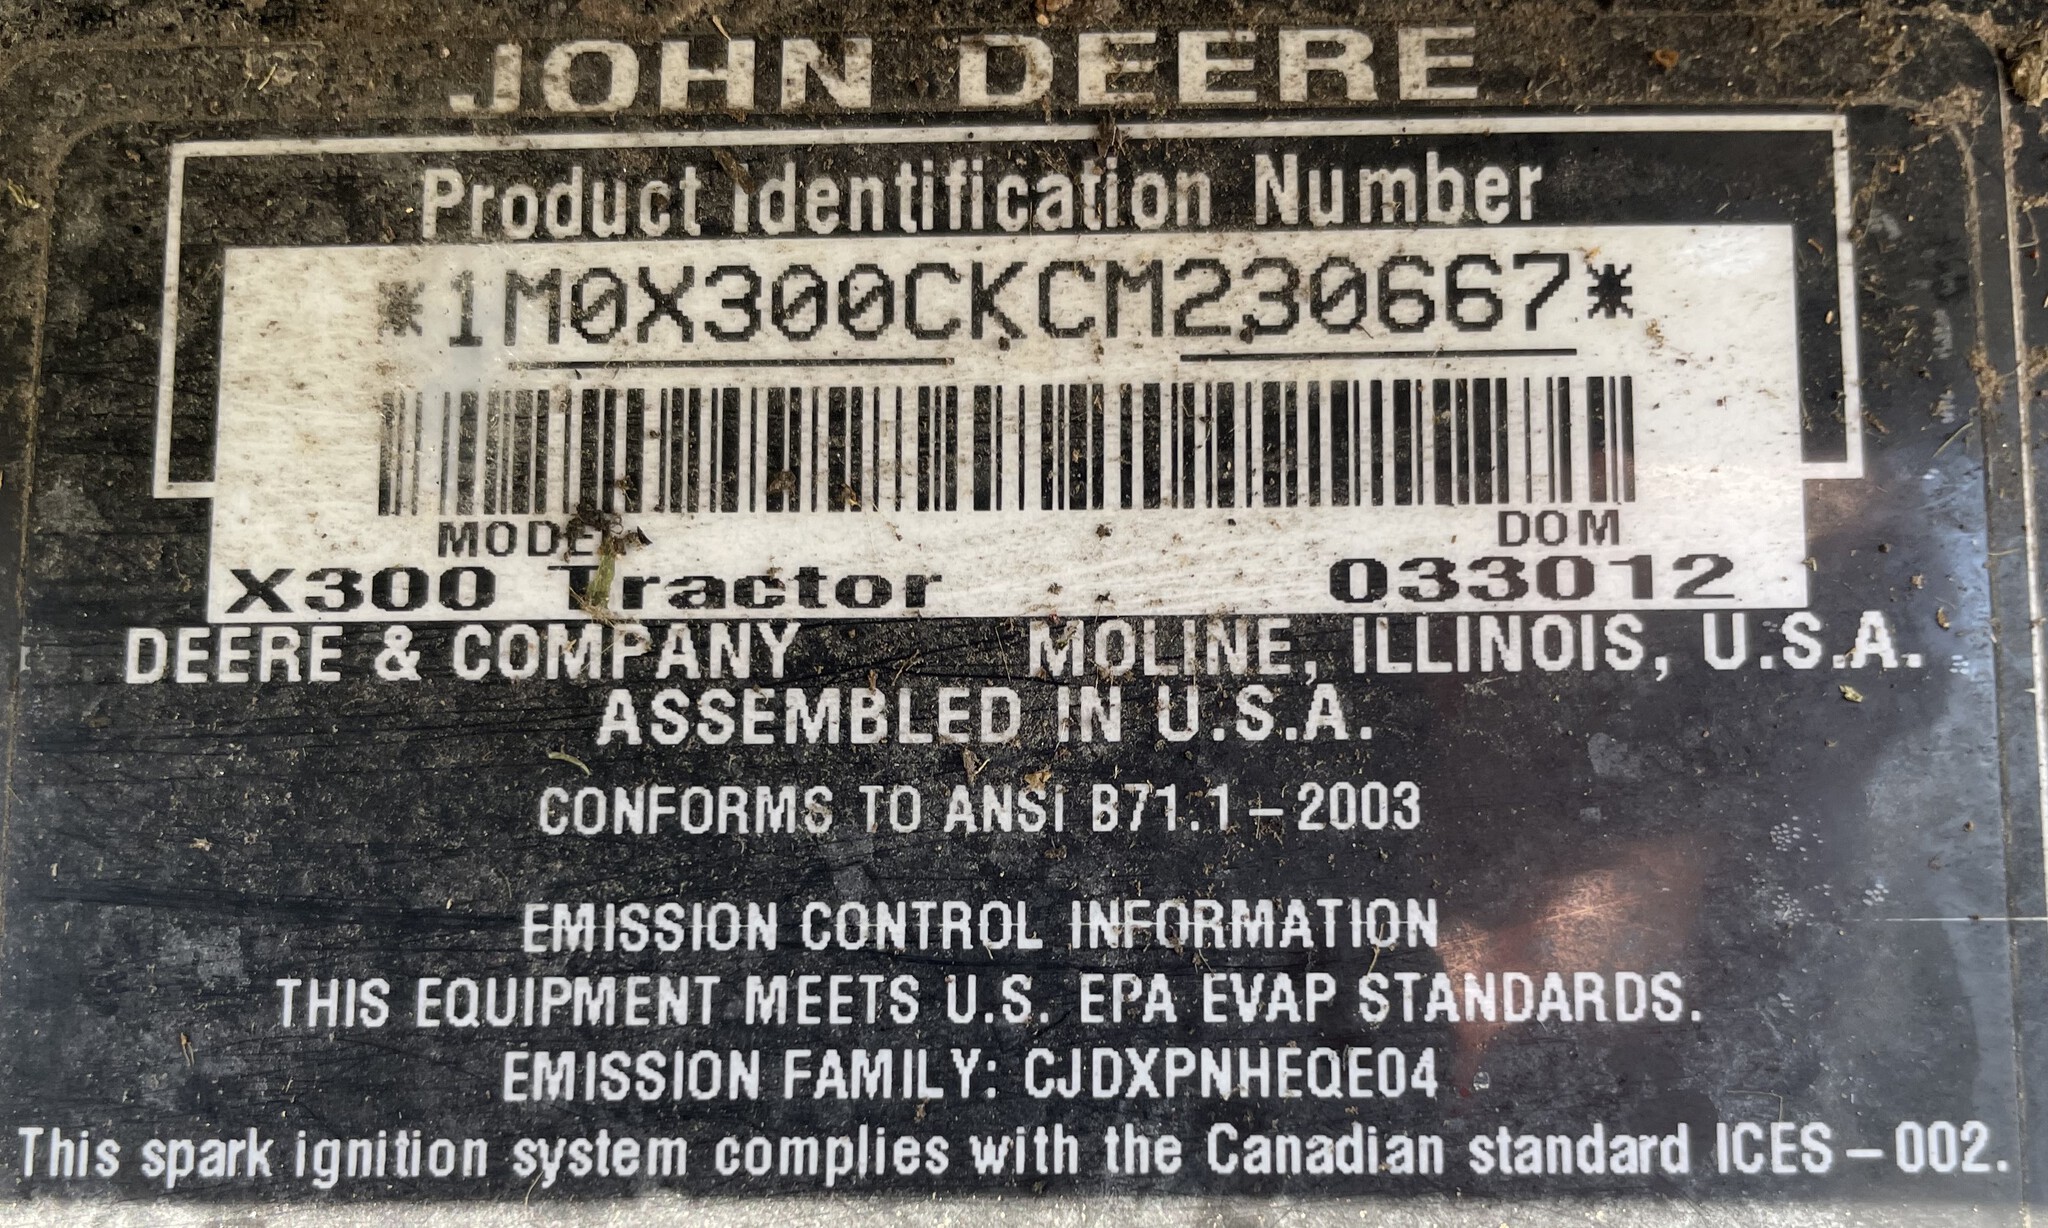 JOHN DEERE
Product Identification Number
*1M0X300CKCM230667*
MODEL DOM
X300 Tractor 033012
DEERE & COMPANY MOLINE, ILLINOIS, U.S.A.
ASSEMBLED IN U.S.A.
CONFORMS TO ANSI B71.1-2003
EMISSION CONTROL INFORMATION
THIS EQUIPMENT MEETS U.S. EPA EVAP STANDARDS.
EMISSION FAMILY: CJDXPNHEQE04
This spark ignition system complies with the Canadian standard ICES-002.